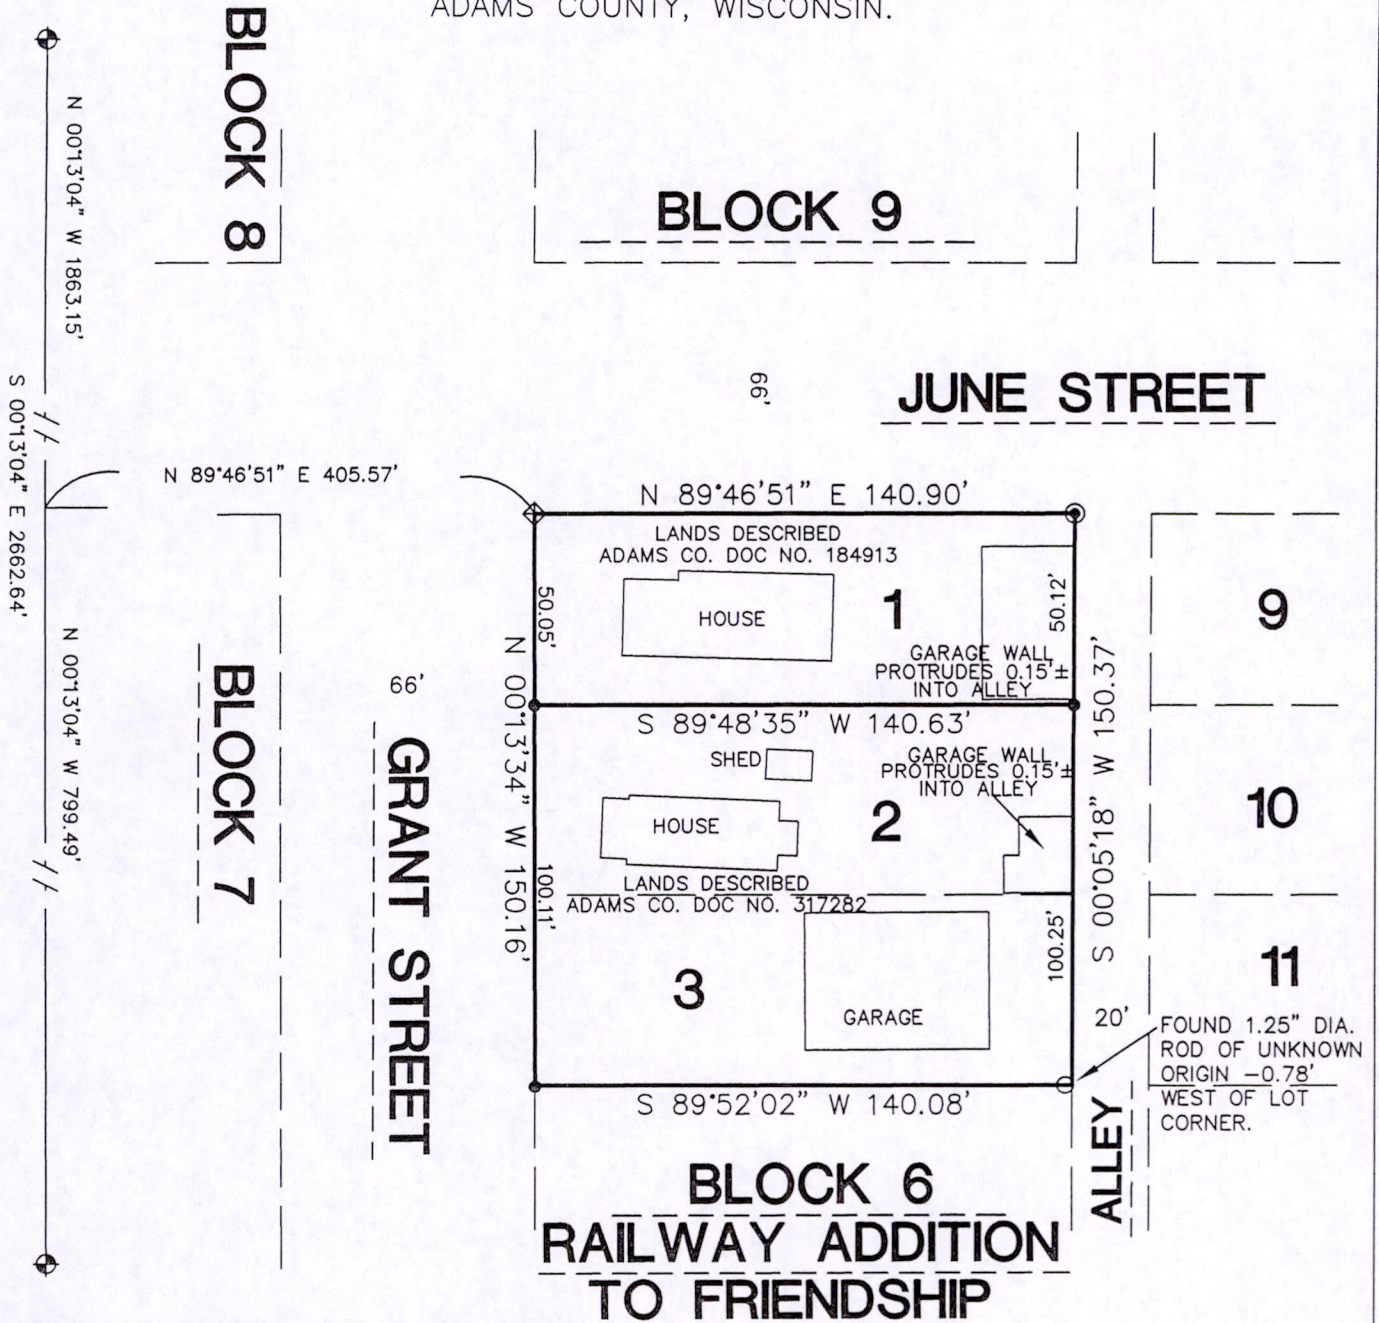 ADAMS COUNTY, WISCONSIN.
BLOCK 8
N 00°13'04" W 1863.15'
BLOCK 9
66'
JUNE STREET
S 00°13'04" E 2662.64'
N 89°46'51" E 405.57'
N 89°46'51" E 140.90'
LANDS DESCRIBED
ADAMS CO. DOC NO. 184913
HOUSE
1
50.05'
50.12'
9
GARAGE WALL
PROTRUDES 0.15'±
INTO ALLEY
N 00°13'04" W 799.49'
BLOCK 7
66'
GRANT STREET
N 00°13'34" W 150.16'
S 89°48'35" W 140.63'
SHED
GARAGE WALL
PROTRUDES 0.15'±
INTO ALLEY
HOUSE
2
S 00°05'18" W 150.37'
10
LANDS DESCRIBED
ADAMS CO. DOC NO. 317282
100.11'
100.25'
3
GARAGE
11
20'
FOUND 1.25" DIA.
ROD OF UNKNOWN
ORIGIN -0.78'
WEST OF LOT
CORNER.
S 89°52'02" W 140.08'
ALLEY
BLOCK 6
RAILWAY ADDITION
TO FRIENDSHIP